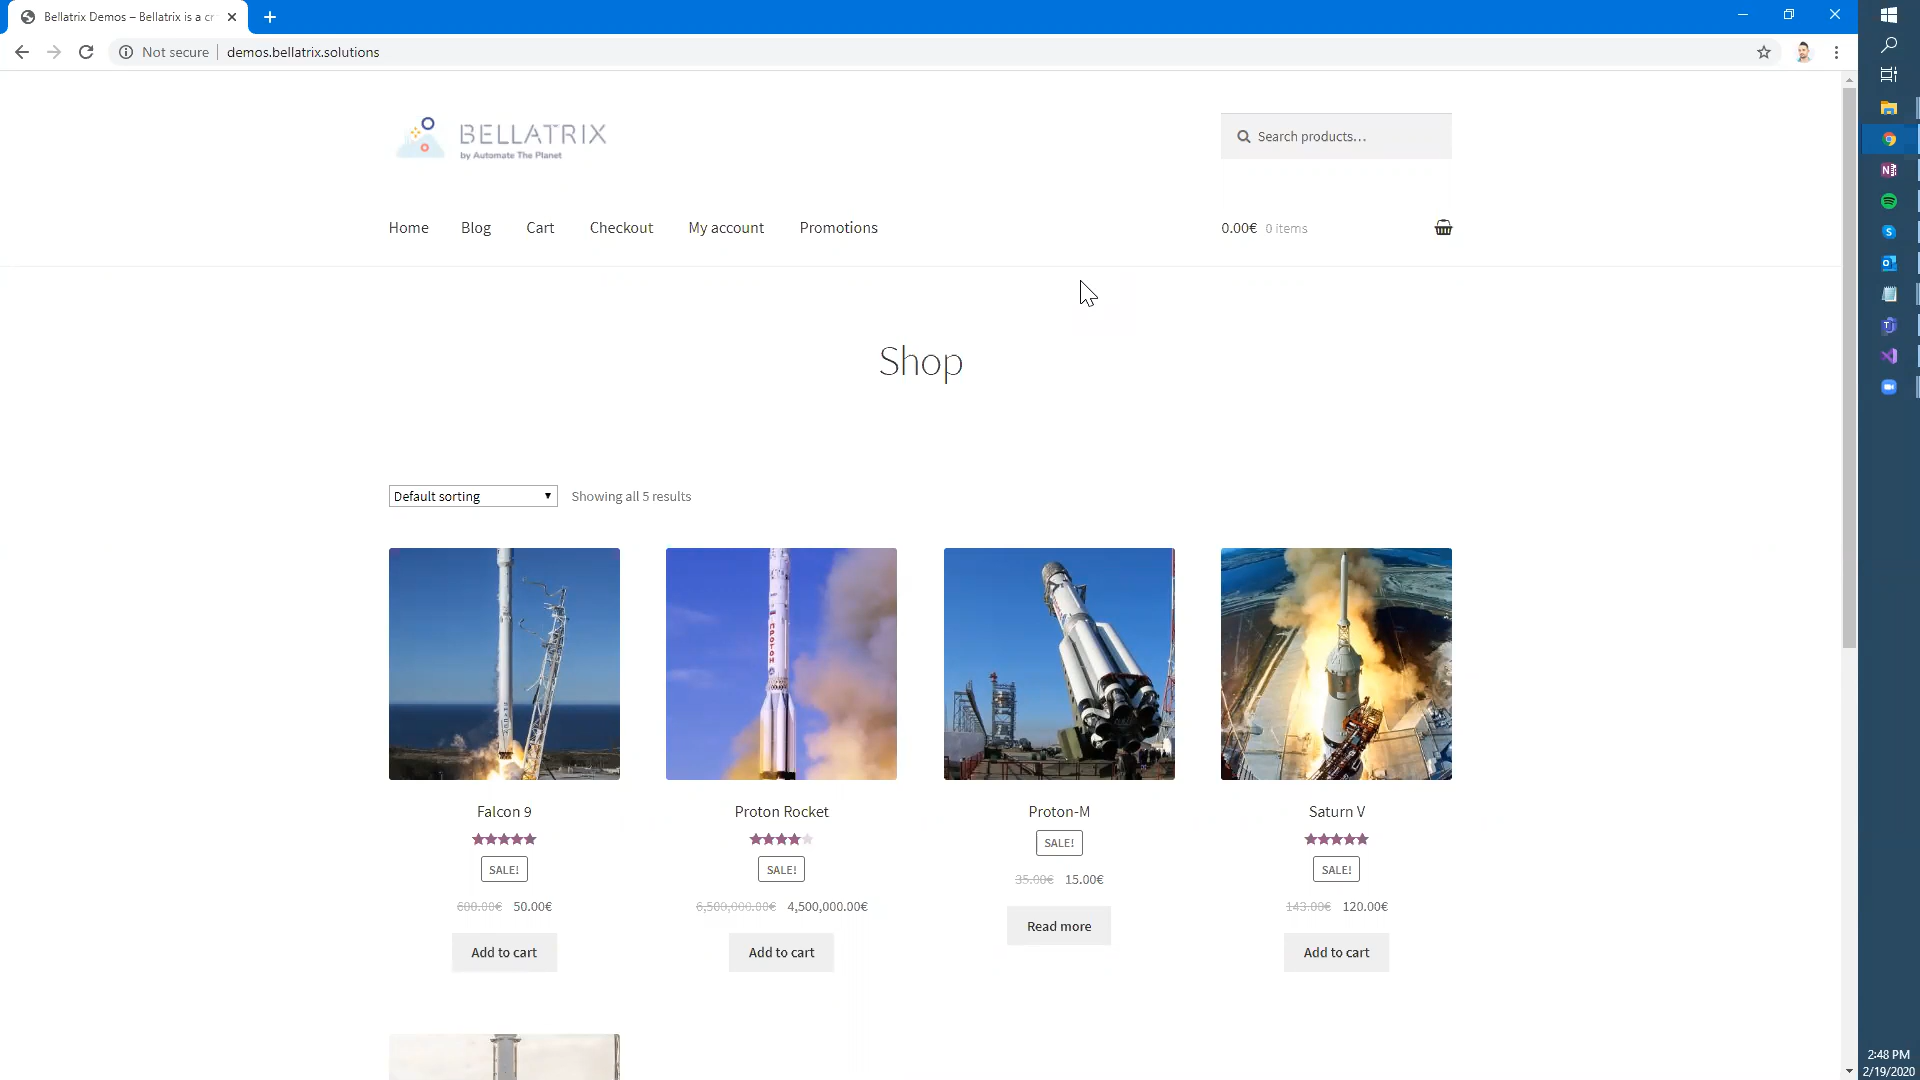 Bellatrix Demos – Bellatrix is a cr
Not secure
demos.bellatrix.solutions
BELLATRIX
by Automate The Planet
Search products…
Home
Blog
Cart
Checkout
My account
Promotions
0.00€ 0 items
Shop
Default sorting
Showing all 5 results
ПРОТОН
Falcon 9
SALE!
600.00€ 50.00€
Add to cart
Proton Rocket
SALE!
6,500,000.00€ 4,500,000.00€
Add to cart
Proton-M
SALE!
35.00€ 15.00€
Read more
Saturn V
SALE!
143.00€ 120.00€
Add to cart
2:48 PM
2/19/2020